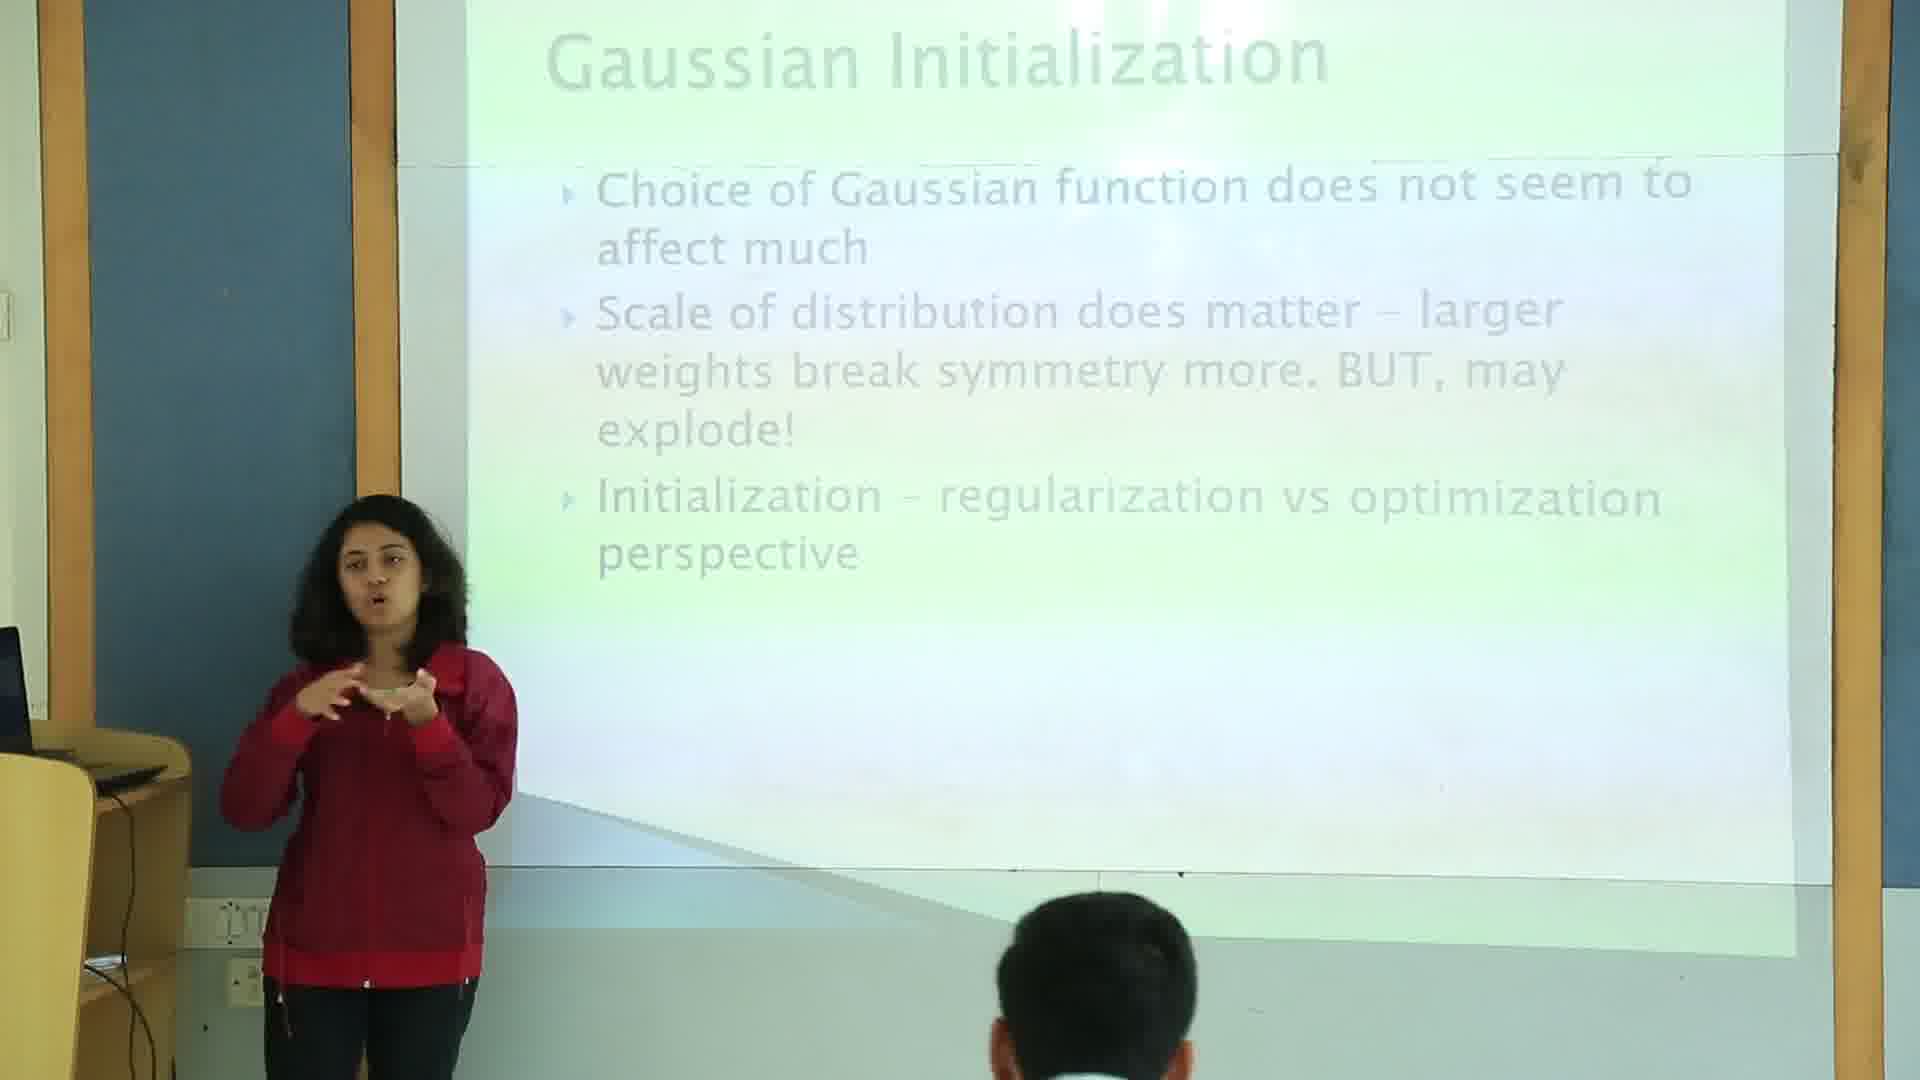 Gaussian Initialization
Choice of Gaussian function does not seem to
affect much
Scale of distribution does matter – larger
weights break symmetry more. BUT, may
explode!
Initialization – regularization vs optimization
perspective